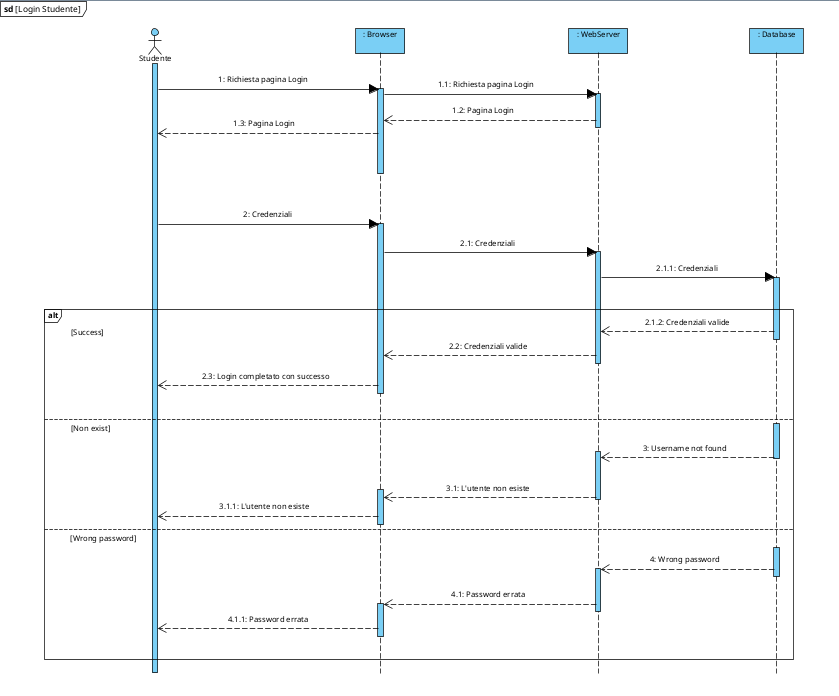 sd [Login Studente]
Studente
: Browser
: WebServer
: Database
1: Richiesta pagina Login
1.1: Richiesta pagina Login
1.2: Pagina Login
1.3: Pagina Login
2: Credenziali
2.1: Credenziali
2.1.1: Credenziali
alt
[Success]
2.1.2: Credenziali valide
2.2: Credenziali valide
2.3: Login completato con successo
[Non exist]
3: Username not found
3.1: L'utente non esiste
3.1.1: L'utente non esiste
[Wrong password]
4: Wrong password
4.1: Password errata
4.1.1: Password errata